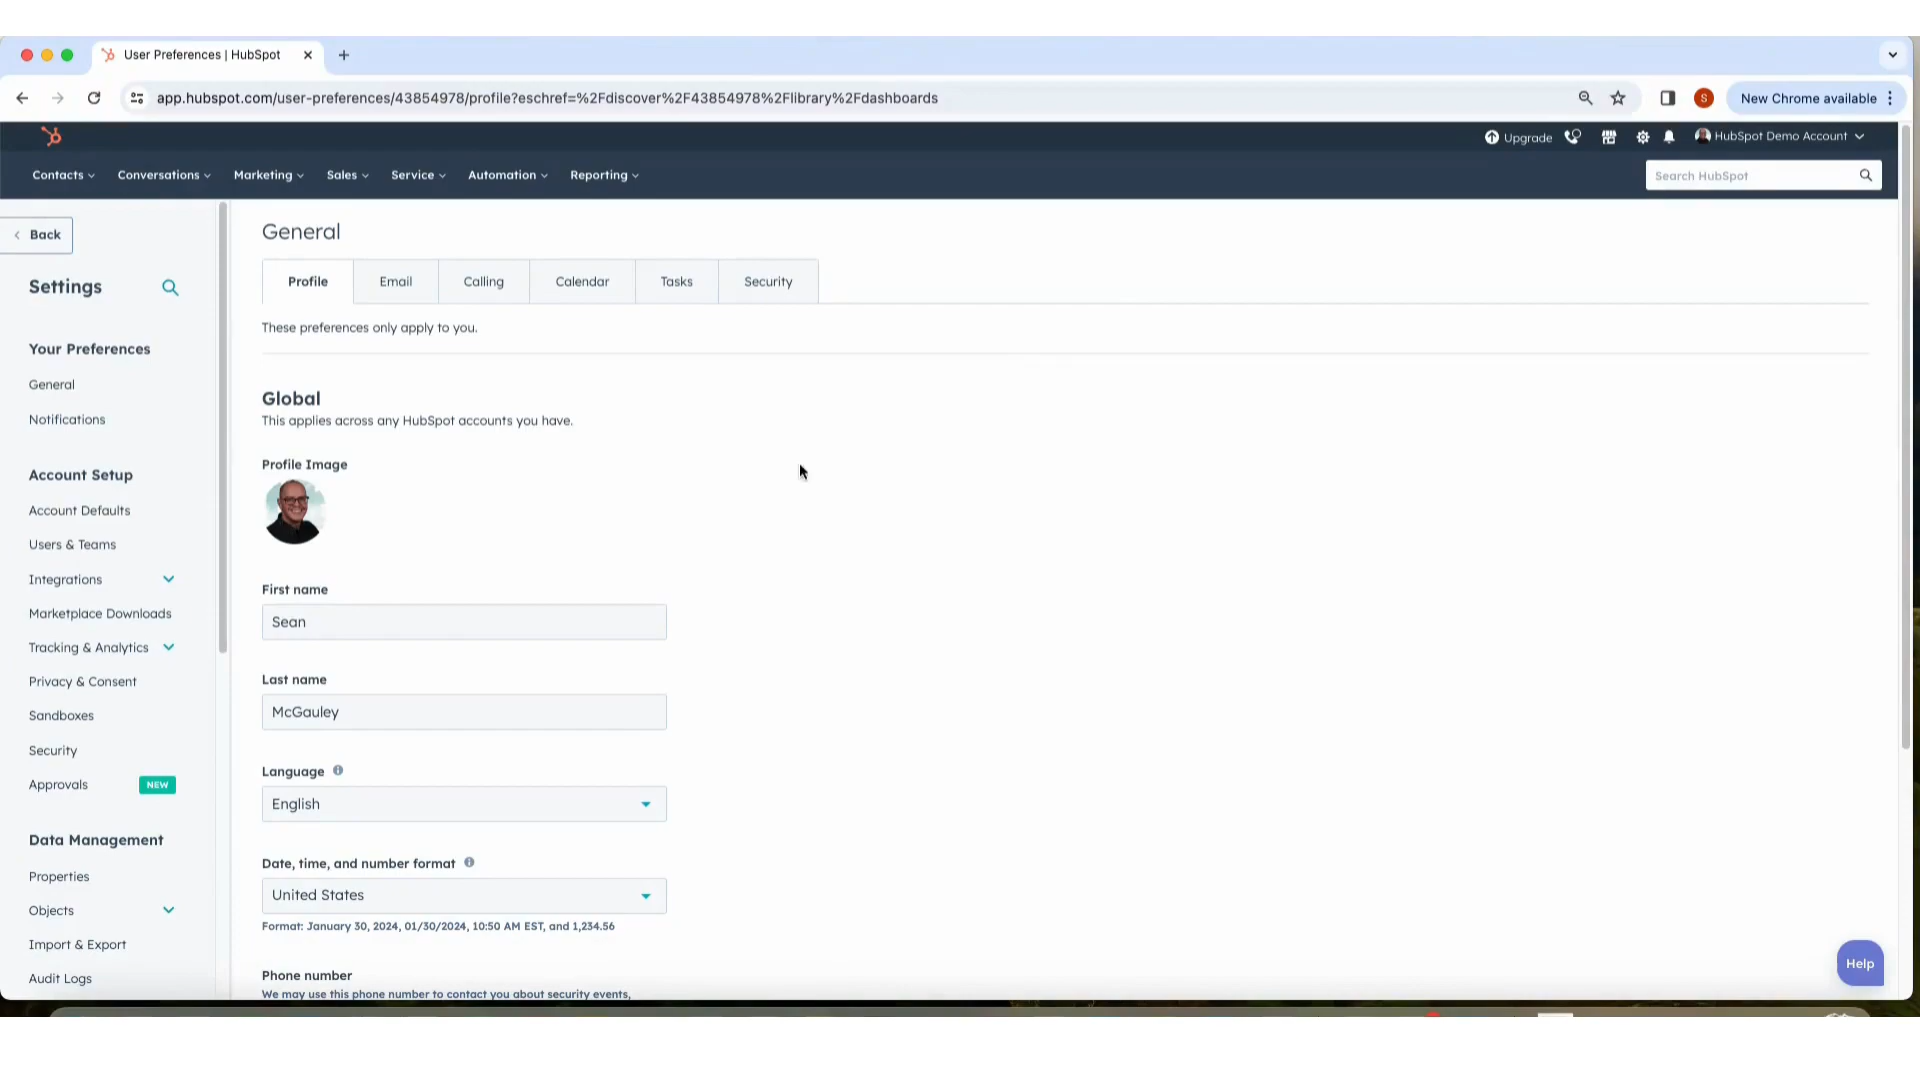 User Preferences | HubSpot
app.hubspot.com/user-preferences/43854978/profile?eschref=%2Fdiscover%2F43854978%2Flibrary%2Fdashboards
S
New Chrome available
Upgrade
HubSpot Demo Account
Contacts
Conversations
Marketing
Sales
Service
Automation
Reporting
Search HubSpot
Back
Settings
Your Preferences
General
Notifications
Account Setup
Account Defaults
Users & Teams
Integrations
Marketplace Downloads
Tracking & Analytics
Privacy & Consent
Sandboxes
Security
Approvals NEW
Data Management
Properties
Objects
Import & Export
Audit Logs
General
Profile
Email
Calling
Calendar
Tasks
Security
These preferences only apply to you.
Global
This applies across any HubSpot accounts you have.
Profile Image
First name
Sean
Last name
McGauley
Language
English
Date, time, and number format
United States
Format: January 30, 2024, 01/30/2024, 10:50 AM EST, and 1,234.56
Phone number
We may use this phone number to contact you about security events,
Help